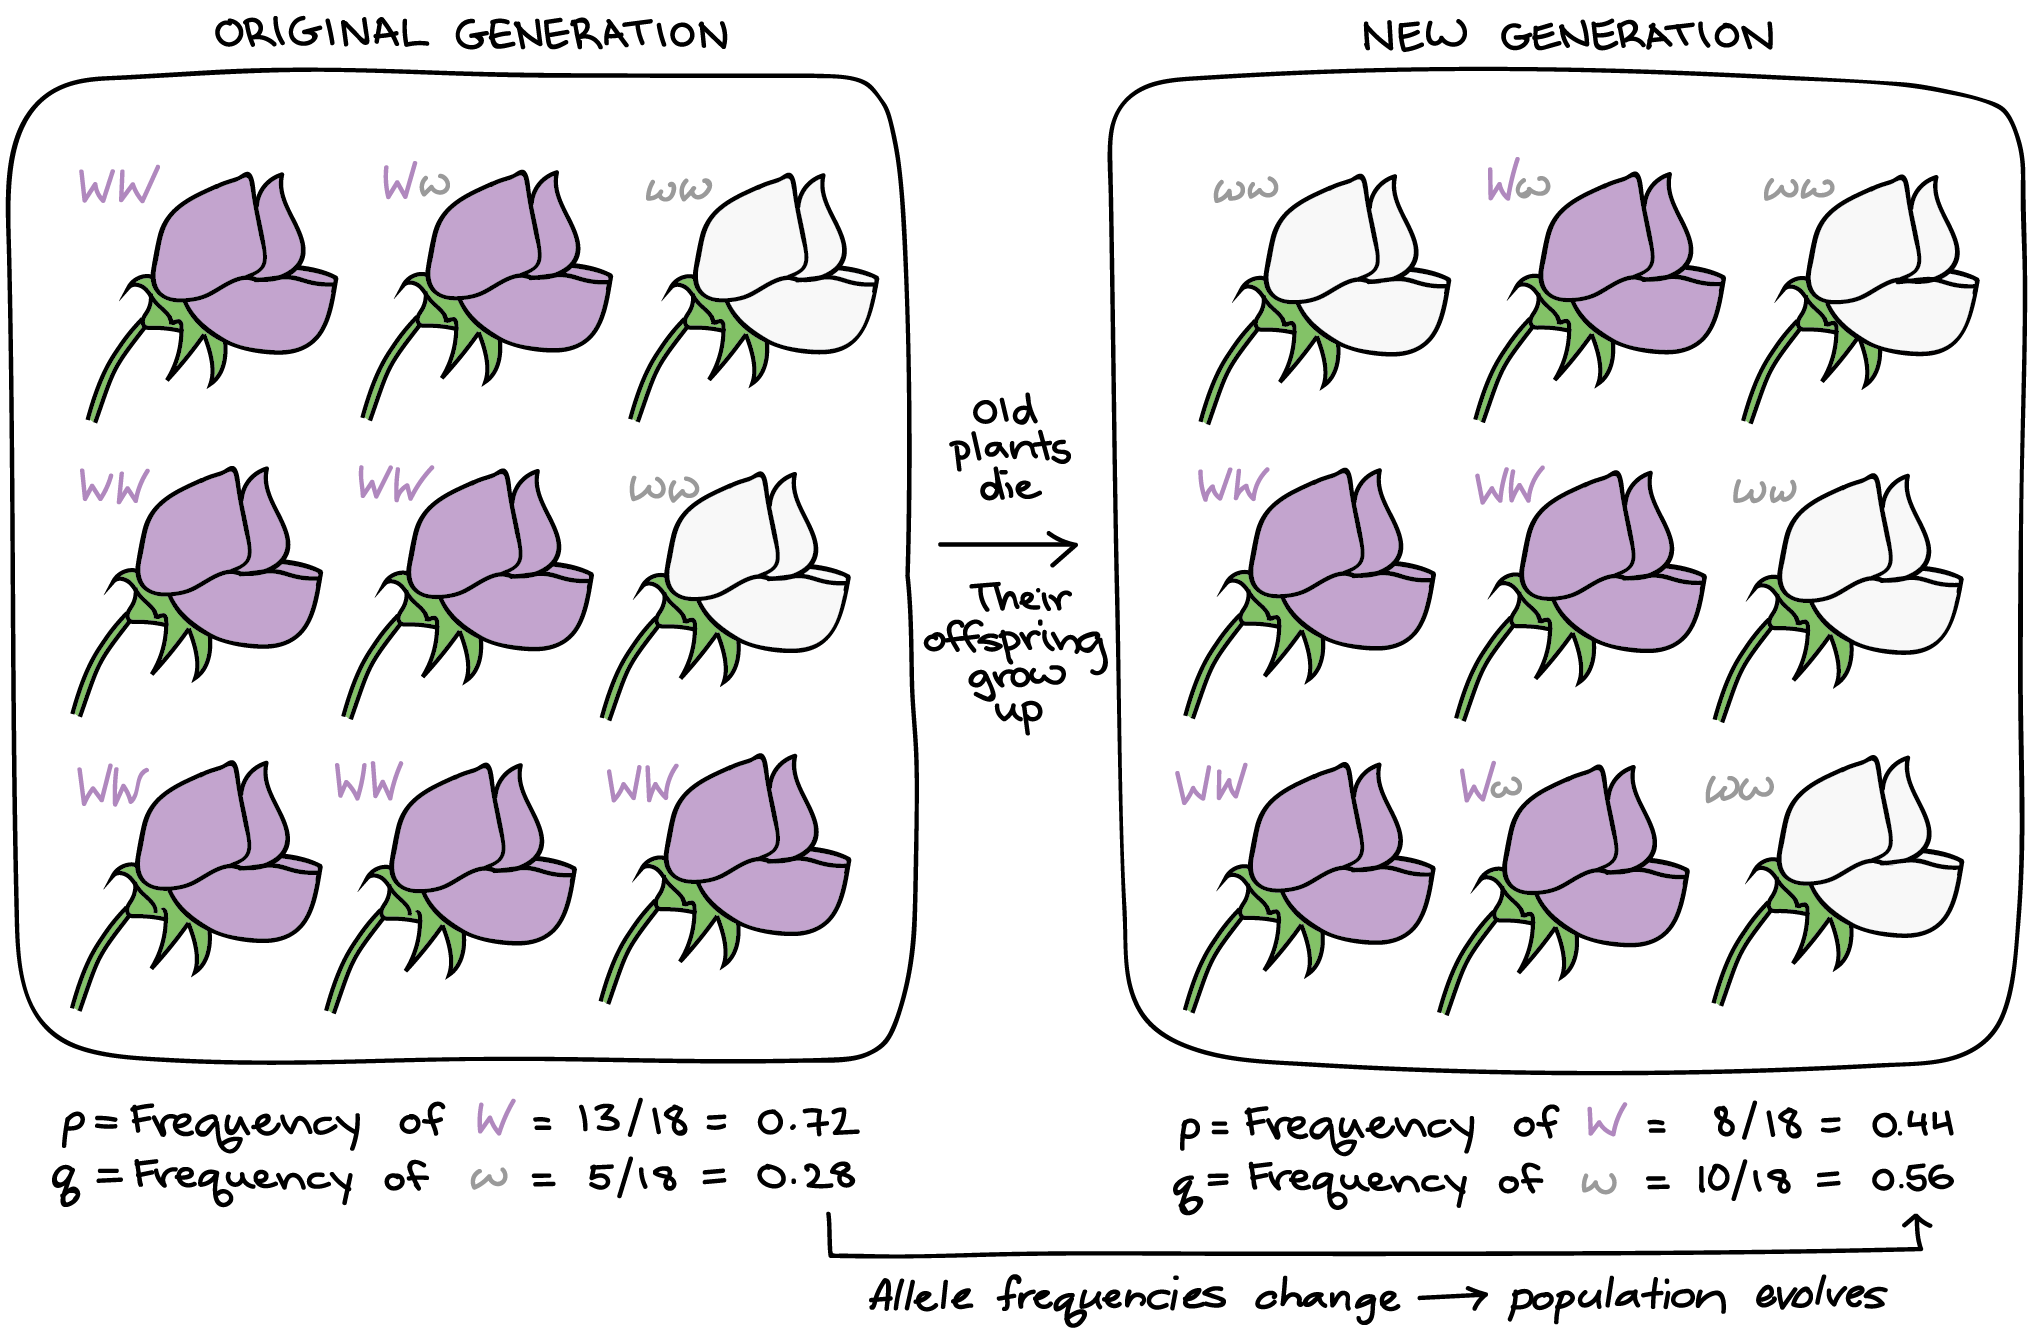 ORIGINAL GENERATION
WW Ww ww
WW WW ww
WW WW WW
p = Frequency of W = 13/18 = 0.72
q = Frequency of w = 5/18 = 0.28
Old
plants
die
Their
offspring
grow
up
NEW GENERATION
ww Ww ww
WW WW ww
WW Ww ww
p = Frequency of W = 8/18 = 0.44
q = Frequency of w = 10/18 = 0.56
Allele frequencies change → population evolves